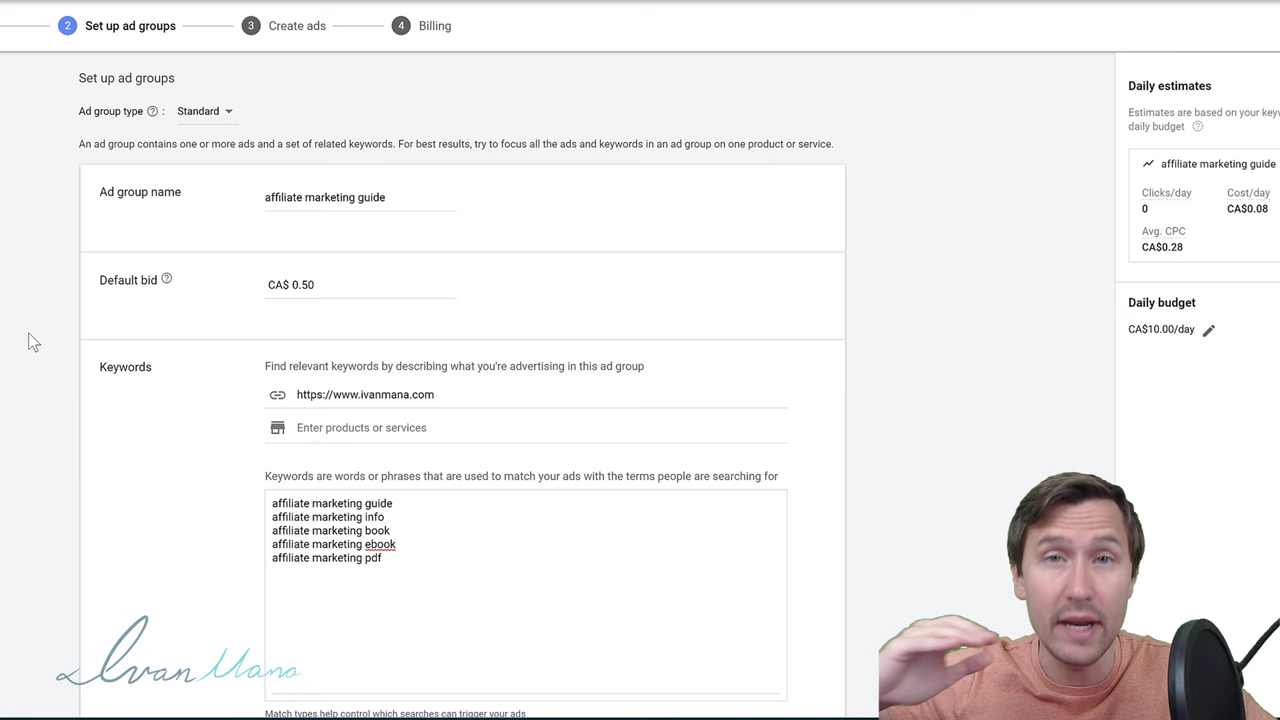 2 Set up ad groups 3 Create ads 4 Billing
Set up ad groups
Ad group type ? : Standard
An ad group contains one or more ads and a set of related keywords. For best results, try to focus all the ads and keywords in an ad group on one product or service.
Ad group name
affiliate marketing guide
Default bid ?
CA$ 0.50
Keywords
Find relevant keywords by describing what you're advertising in this ad group
https://www.ivanmana.com
Enter products or services
Keywords are words or phrases that are used to match your ads with the terms people are searching for
affiliate marketing guide
affiliate marketing info
affiliate marketing book
affiliate marketing ebook
affiliate marketing pdf
Match types help control which searches can trigger your ads
Ivan Mana
Daily estimates
Estimates are based on your
daily budget ?
affiliate marketing guide
Clicks/day Cost/day
0 CA$0.08
Avg. CPC
CA$0.28
Daily budget
CA$10.00/day